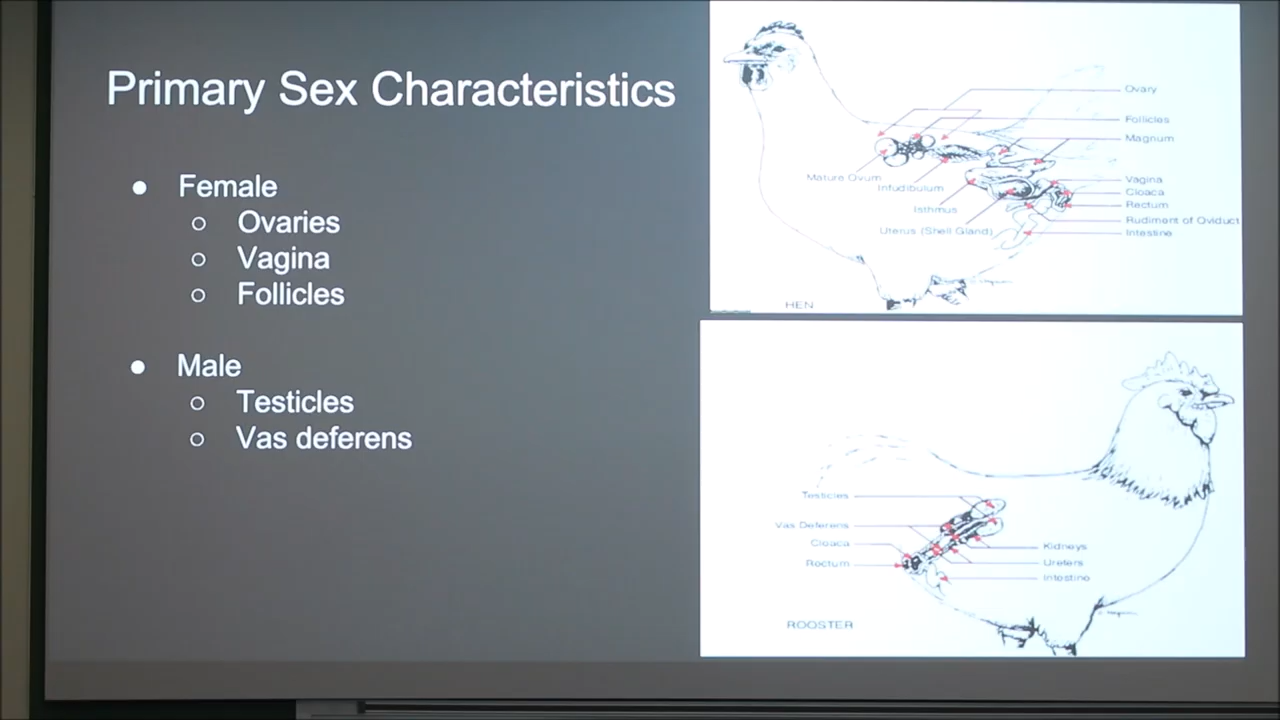 Primary Sex Characteristics
● Female
○ Ovaries
○ Vagina
○ Follicles
● Male
○ Testicles
○ Vas deferens
Ovary
Follicles
Magnum
Mature Ovum
Infudibulum
Isthmus
Uterus (Shell Gland)
Vagina
Cloaca
Rectum
Rudiment of Oviduct
Intestine
HEN
Testicles
Vas Deferens
Cloaca
Rectum
Kidneys
Ureters
Intestine
ROOSTER